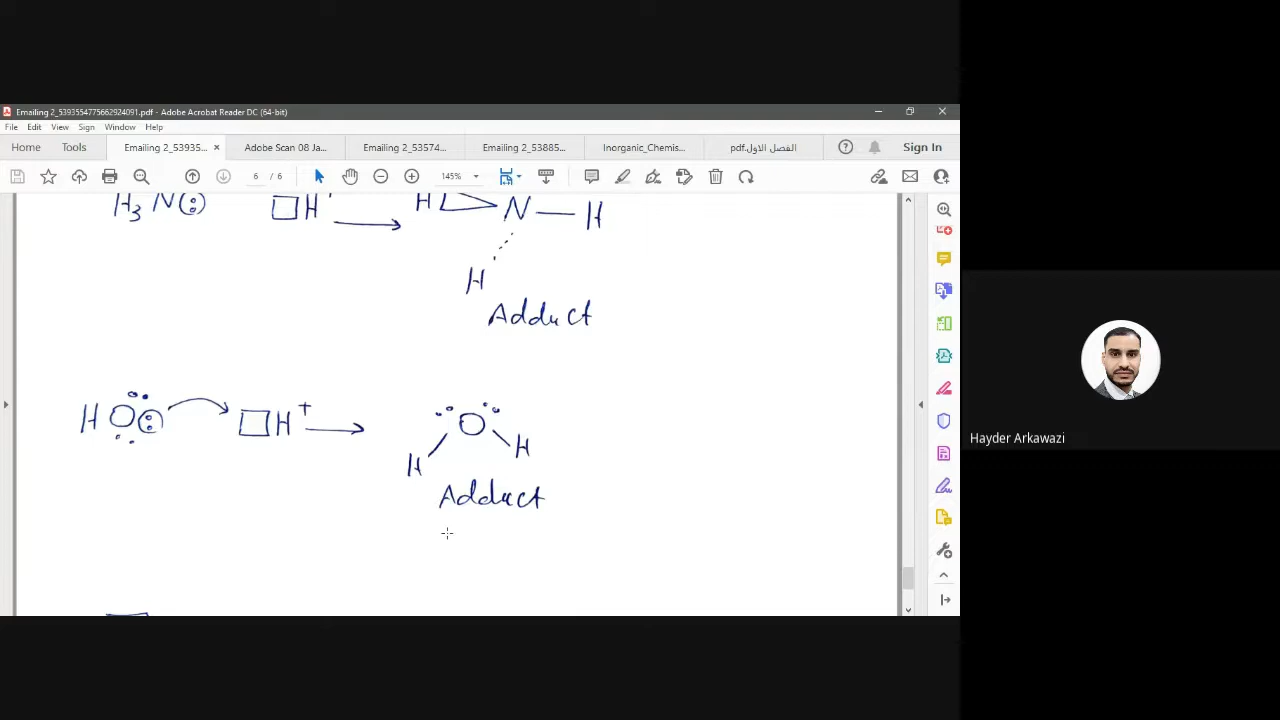 Emailing 2_5393554775662924091.pdf - Adobe Acrobat Reader DC (64-bit)
File Edit View Sign Window Help
Home Tools Emailing 2_53935... × Adobe Scan 08 Ja... Emailing 2_53574... Emailing 2_53885... Inorganic_Chemis... الفصل الاول.pdf Sign In
6 / 6 145%
H3 N H H N H
H
Adduct
H O H+ O
H H
Adduct
Hayder Arkawazi